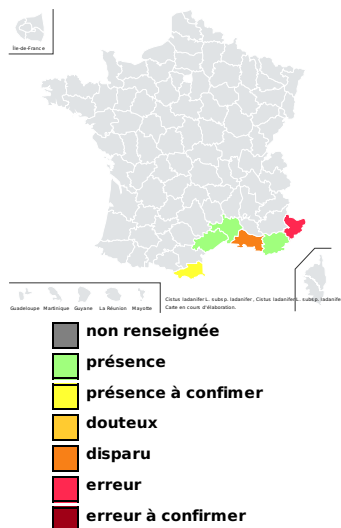 Île-de-France
Guadeloupe Martinique Guyane La Réunion Mayotte
Cistus ladanifer L. subsp. ladanifer , Cistus ladanifer L. subsp. ladanifer
Carte en cours d'élaboration.
non renseignée
présence
présence à confimer
douteux
disparu
erreur
erreur à confirmer